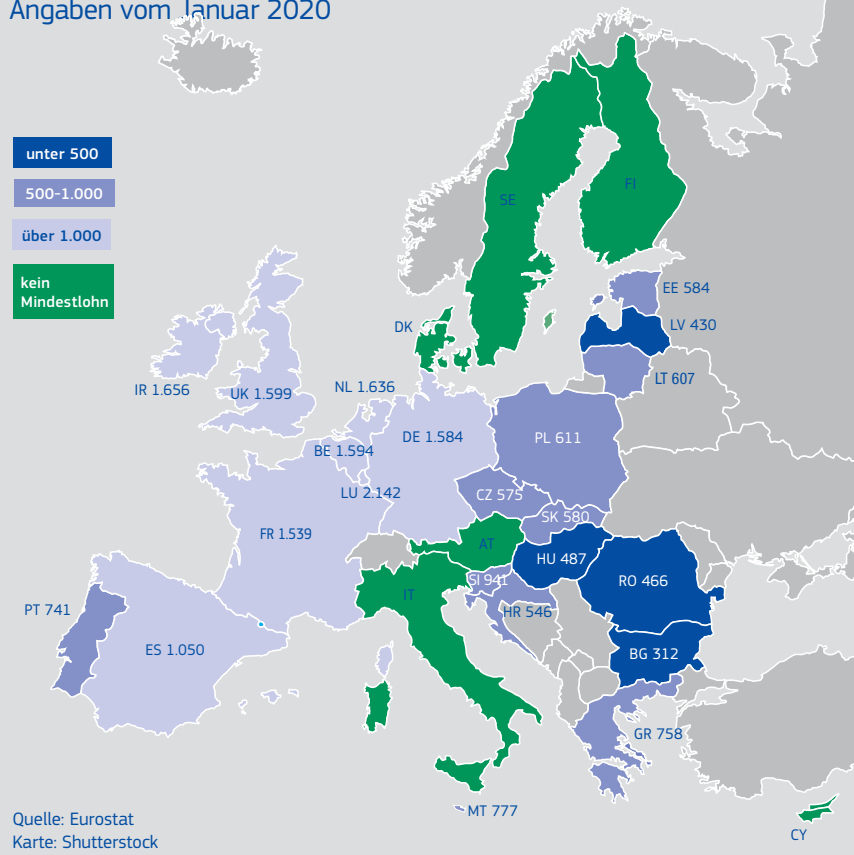 Angaben vom Januar 2020
unter 500
500-1.000
über 1.000
kein
Mindestlohn
SE
FI
EE 584
LV 430
DK
LT 607
IR 1.656
UK 1.599
NL 1.636
DE 1.584
PL 611
BE 1.594
LU 2.142
CZ 575
SK 580
FR 1.539
AT
HU 487
SI 941
RO 466
IT
HR 546
PT 741
ES 1.050
BG 312
GR 758
MT 777
CY
Quelle: Eurostat
Karte: Shutterstock